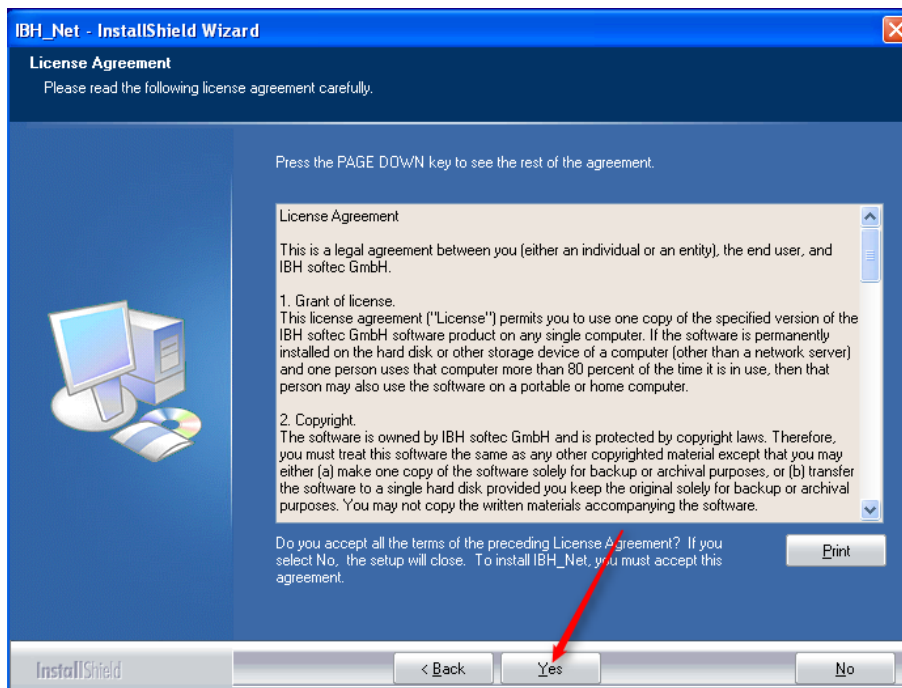 IBH_Net - InstallShield Wizard
License Agreement
Please read the following license agreement carefully.
Press the PAGE DOWN key to see the rest of the agreement.
License Agreement
This is a legal agreement between you (either an individual or an entity), the end user, and
IBH softec GmbH.
1. Grant of license.
This license agreement ("License") permits you to use one copy of the specified version of the
IBH softec GmbH software product on any single computer. If the software is permanently
installed on the hard disk or other storage device of a computer (other than a network server)
and one person uses that computer more than 80 percent of the time it is in use, then that
person may also use the software on a portable or home computer.
2. Copyright.
The software is owned by IBH softec GmbH and is protected by copyright laws. Therefore,
you must treat this software the same as any other copyrighted material except that you may
either (a) make one copy of the software solely for backup or archival purposes, or (b) transfer
the software to a single hard disk provided you keep the original solely for backup or archival
purposes. You may not copy the written materials accompanying the software.
Do you accept all the terms of the preceding License Agreement? If you
select No, the setup will close. To install IBH_Net, you must accept this
agreement.
Print
InstallShield
< Back
Yes
No